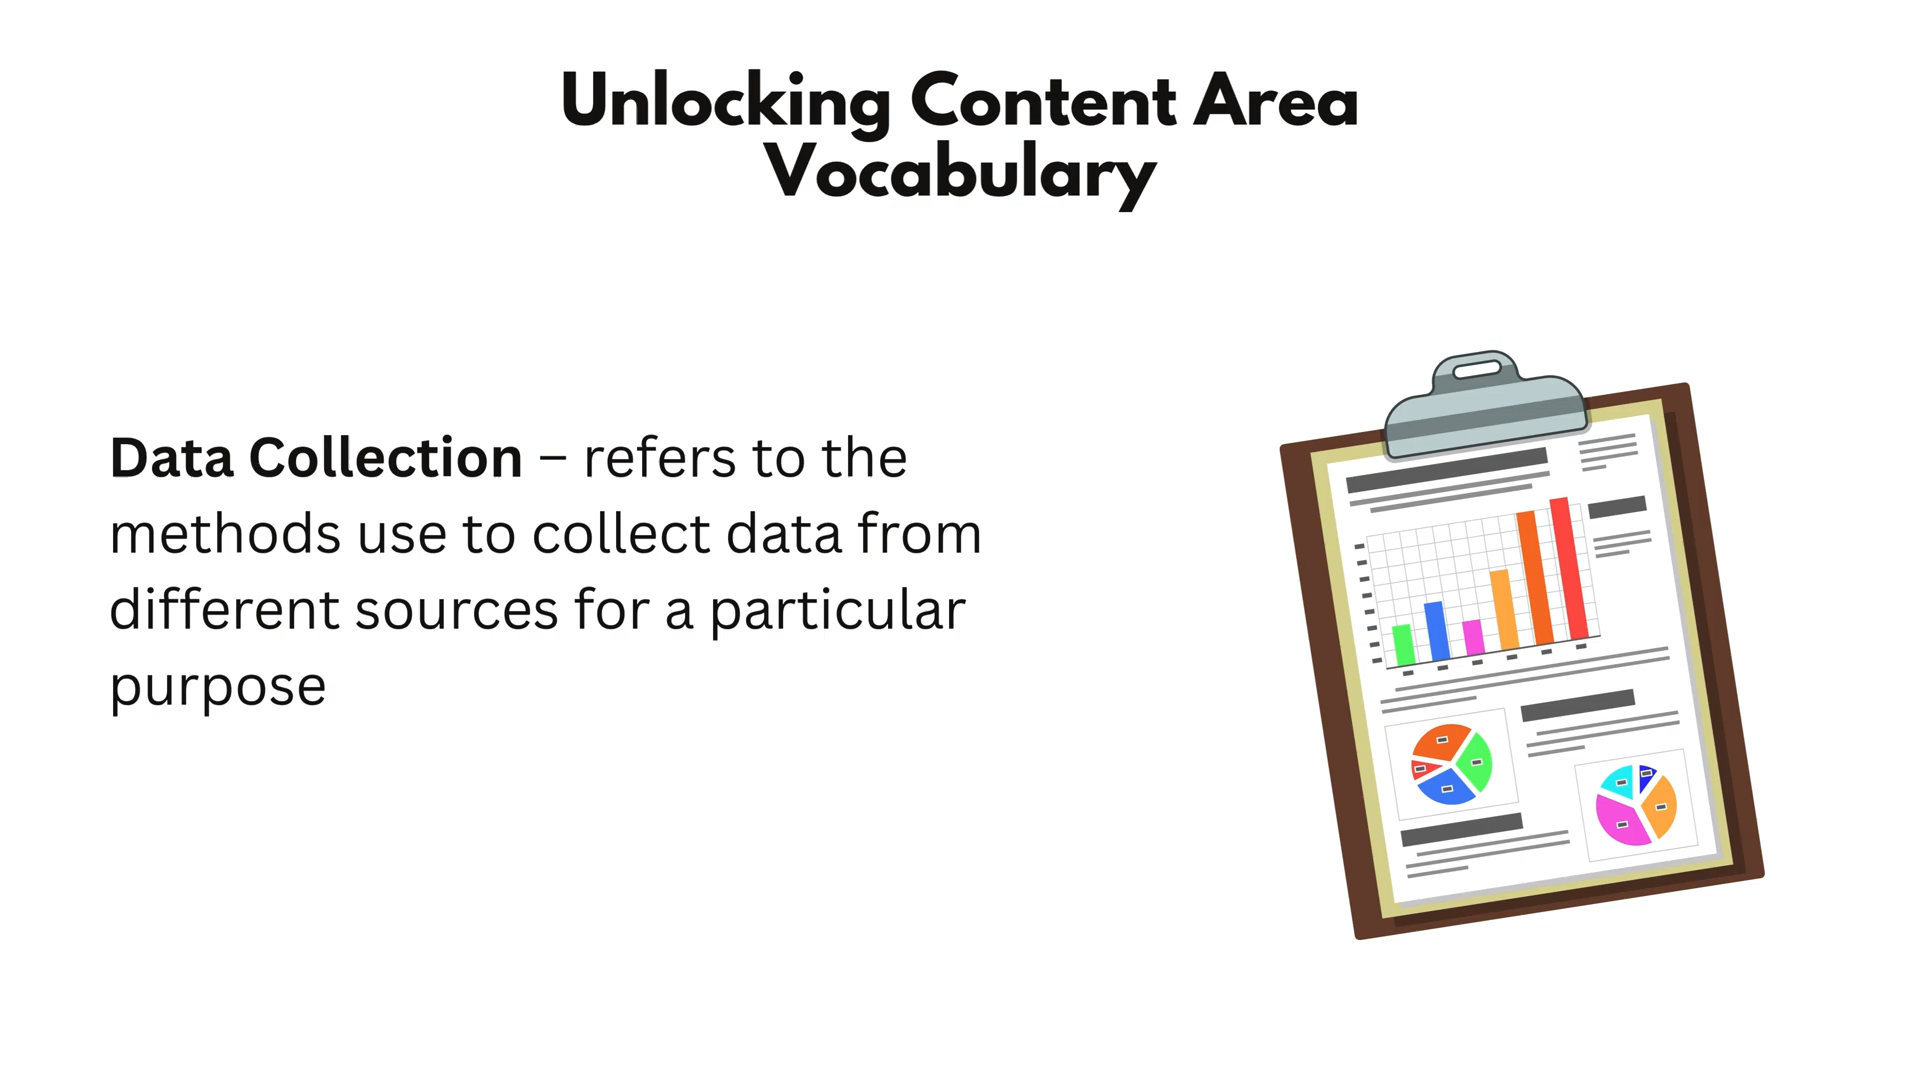 Unlocking Content Area
Vocabulary
Data Collection – refers to the
methods use to collect data from
different sources for a particular
purpose